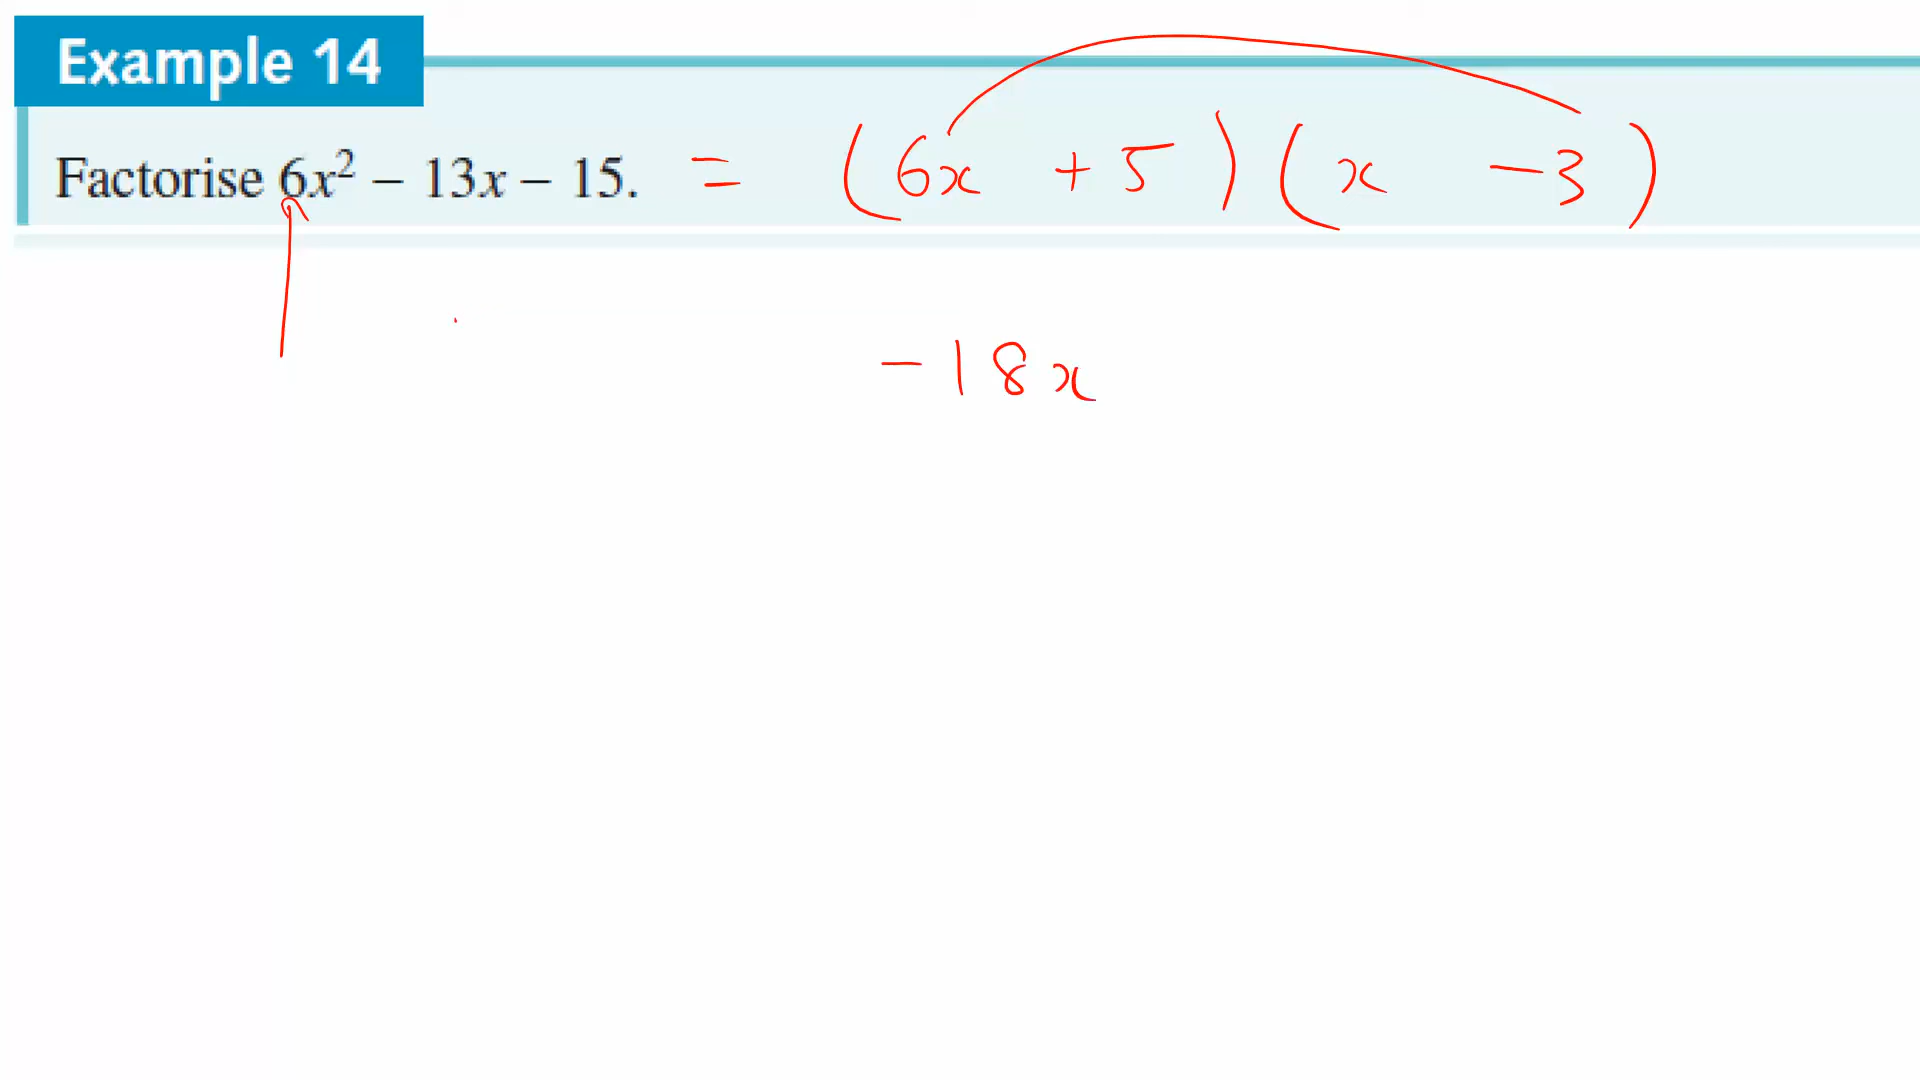 Example 14
Factorise 6x² – 13x – 15. = (6x + 5)(x – 3)
– 18x